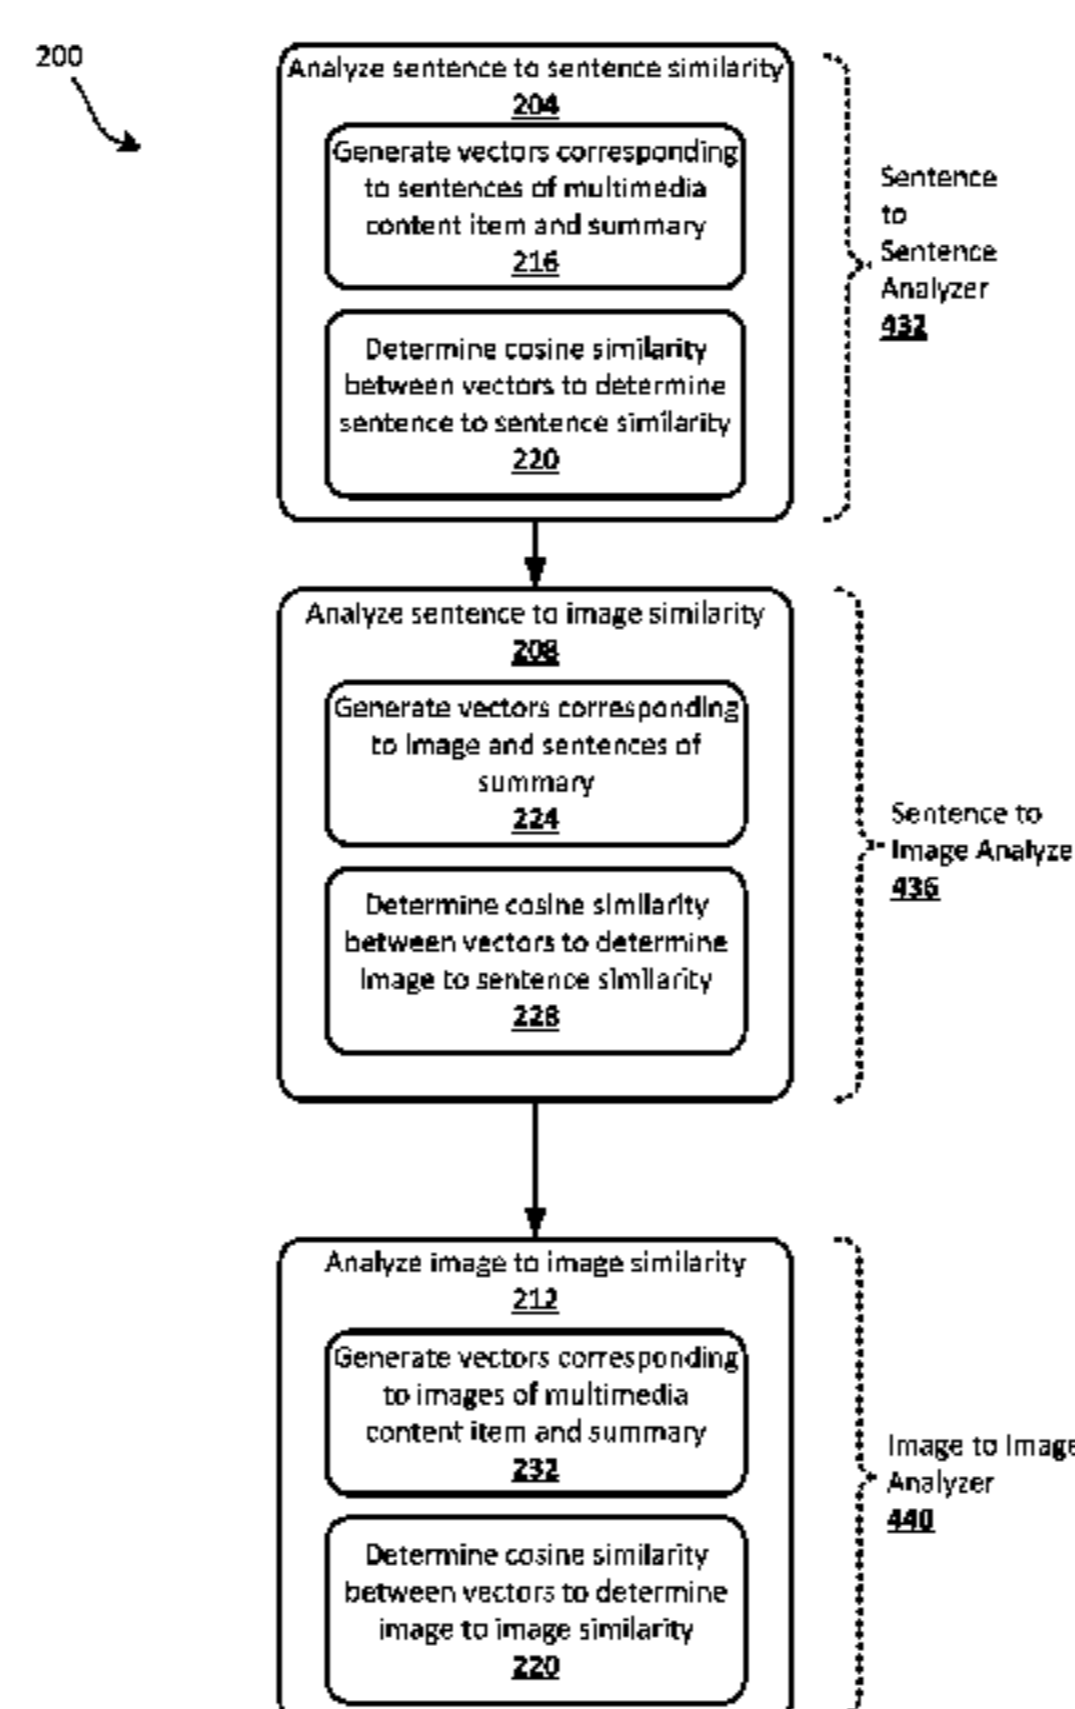 200
Analyze sentence to sentence similarity
204
Generate vectors corresponding
to sentences of multimedia
content item and summary
216
Determine cosine similarity
between vectors to determine
sentence to sentence similarity
220
Sentence
to
Sentence
Analyzer
432
Analyze sentence to image similarity
208
Generate vectors corresponding
to image and sentences of
summary
224
Determine cosine similarity
between vectors to determine
image to sentence similarity
228
Sentence to
Image Analyze
436
Analyze image to image similarity
212
Generate vectors corresponding
to images of multimedia
content item and summary
232
Determine cosine similarity
between vectors to determine
image to image similarity
220
Image to Image
Analyzer
440